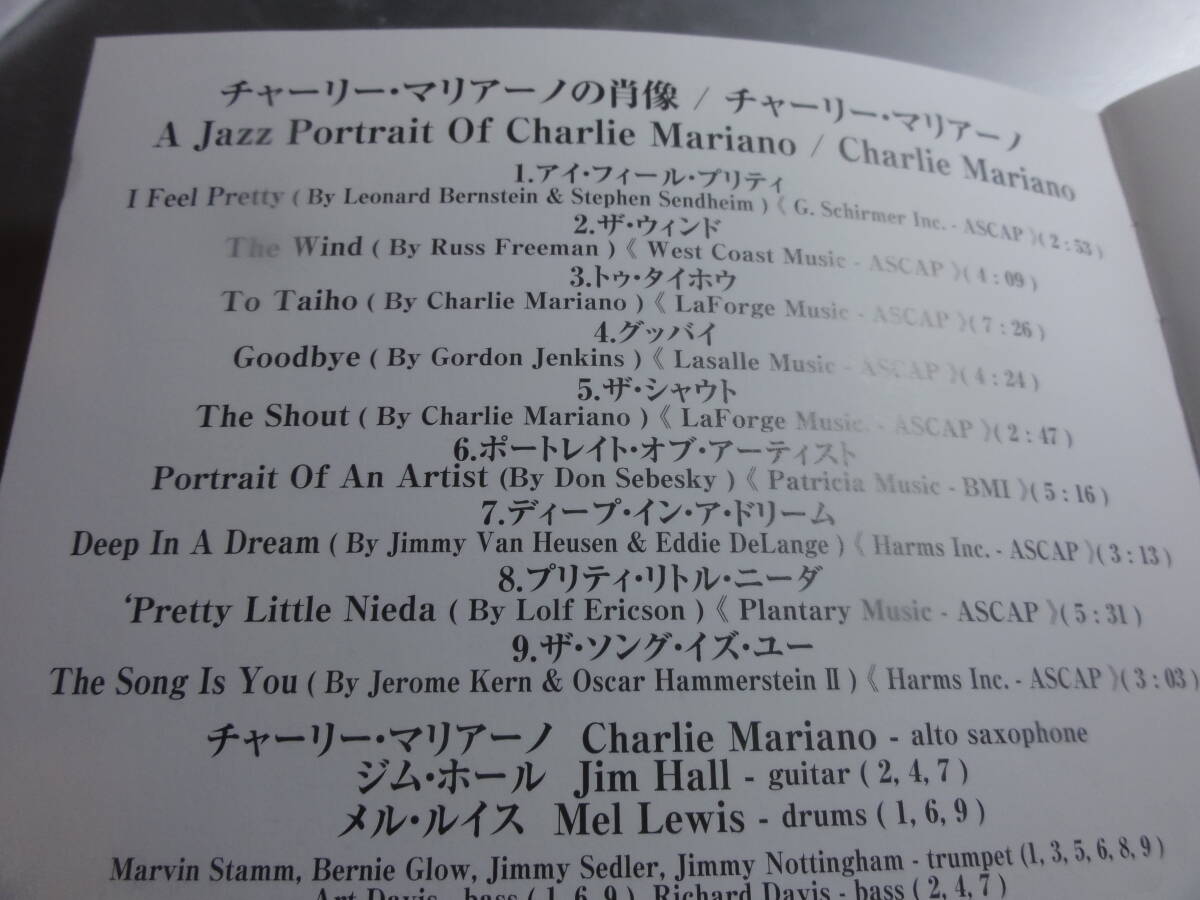 チャーリー・マリアーノの肖像 / チャーリー・マリアーノ
A Jazz Portrait Of Charlie Mariano / Charlie Mariano
1.アイ・フィール・プリティ
I Feel Pretty ( By Leonard Bernstein & Stephen Sendheim )《 G. Schirmer Inc. - ASCAP 》( 2 : 53 )
2.ザ・ウィンド
The Wind ( By Russ Freeman )《 West Coast Music - ASCAP 》( 4 : 09 )
3.トゥ・タイホウ
To Taiho ( By Charlie Mariano )《 LaForge Music - ASCAP 》( 7 : 26 )
4.グッバイ
Goodbye ( By Gordon Jenkins )《 Lasalle Music - ASCAP 》( 4 : 24 )
5.ザ・シャウト
The Shout ( By Charlie Mariano )《 LaForge Music. - ASCAP 》( 2 : 47 )
6.ポートレイト・オブ・アーティスト
Portrait Of An Artist (By Don Sebesky )《 Patricia Music - BMI 》( 5 : 16 )
7.ディープ・イン・ア・ドリーム
Deep In A Dream ( By Jimmy Van Heusen & Eddie DeLange )《 Harms Inc. - ASCAP 》( 3 : 13 )
8.プリティ・リトル・ニーダ
‘Pretty Little Nieda ( By Lolf Ericson )《 Plantary Music - ASCAP 》( 5 : 31 )
9.ザ・ソング・イズ・ユー
The Song Is You ( By Jerome Kern & Oscar Hammerstein II )《 Harms Inc. - ASCAP 》( 3 : 03 )
チャーリー・マリアーノ Charlie Mariano - alto saxophone
ジム・ホール Jim Hall - guitar ( 2, 4, 7 )
メル・ルイス Mel Lewis - drums ( 1, 6, 9 )
Marvin Stamm, Bernie Glow, Jimmy Sedler, Jimmy Nottingham - trumpet (1, 3, 5, 6, 8, 9 )
Art Davis - bass ( 1, 6, 9 ), Richard Davis - bass ( 2, 4, 7 )